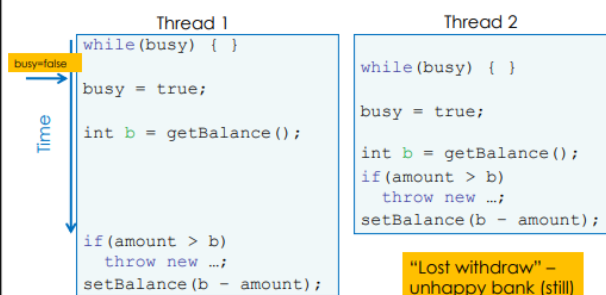 Thread 1
while(busy) { }
busy=false
busy = true;
Time
int b = getBalance();
if(amount > b)
throw new …;
setBalance(b - amount);
Thread 2
while(busy) { }
busy = true;
int b = getBalance();
if(amount > b)
throw new …;
setBalance(b - amount);
“Lost withdraw” –
unhappy bank (still)